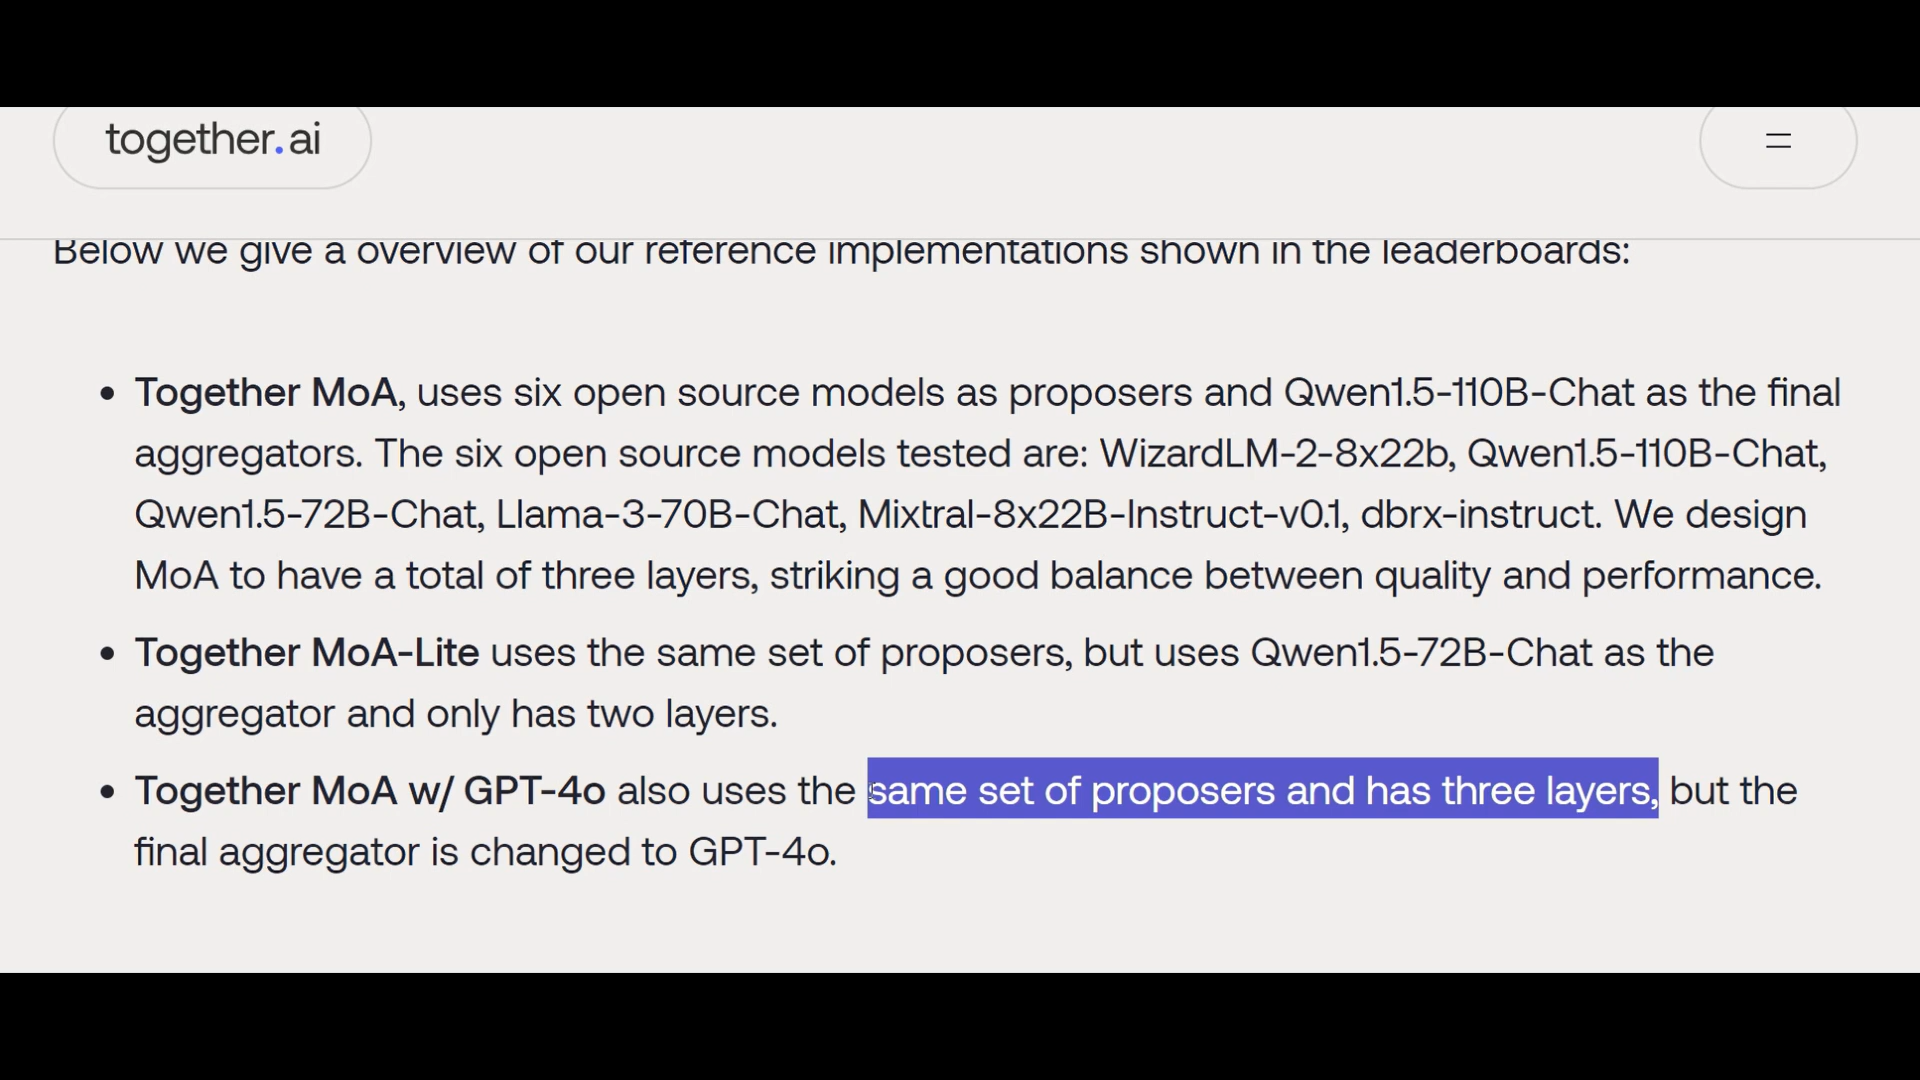 together.ai
Below we give a overview of our reference implementations shown in the leaderboards:
• Together MoA, uses six open source models as proposers and Qwen1.5-110B-Chat as the final
aggregators. The six open source models tested are: WizardLM-2-8x22b, Qwen1.5-110B-Chat,
Qwen1.5-72B-Chat, Llama-3-70B-Chat, Mixtral-8x22B-Instruct-v0.1, dbrx-instruct. We design
MoA to have a total of three layers, striking a good balance between quality and performance.
• Together MoA-Lite uses the same set of proposers, but uses Qwen1.5-72B-Chat as the
aggregator and only has two layers.
• Together MoA w/ GPT-4o also uses the same set of proposers and has three layers, but the
final aggregator is changed to GPT-4o.